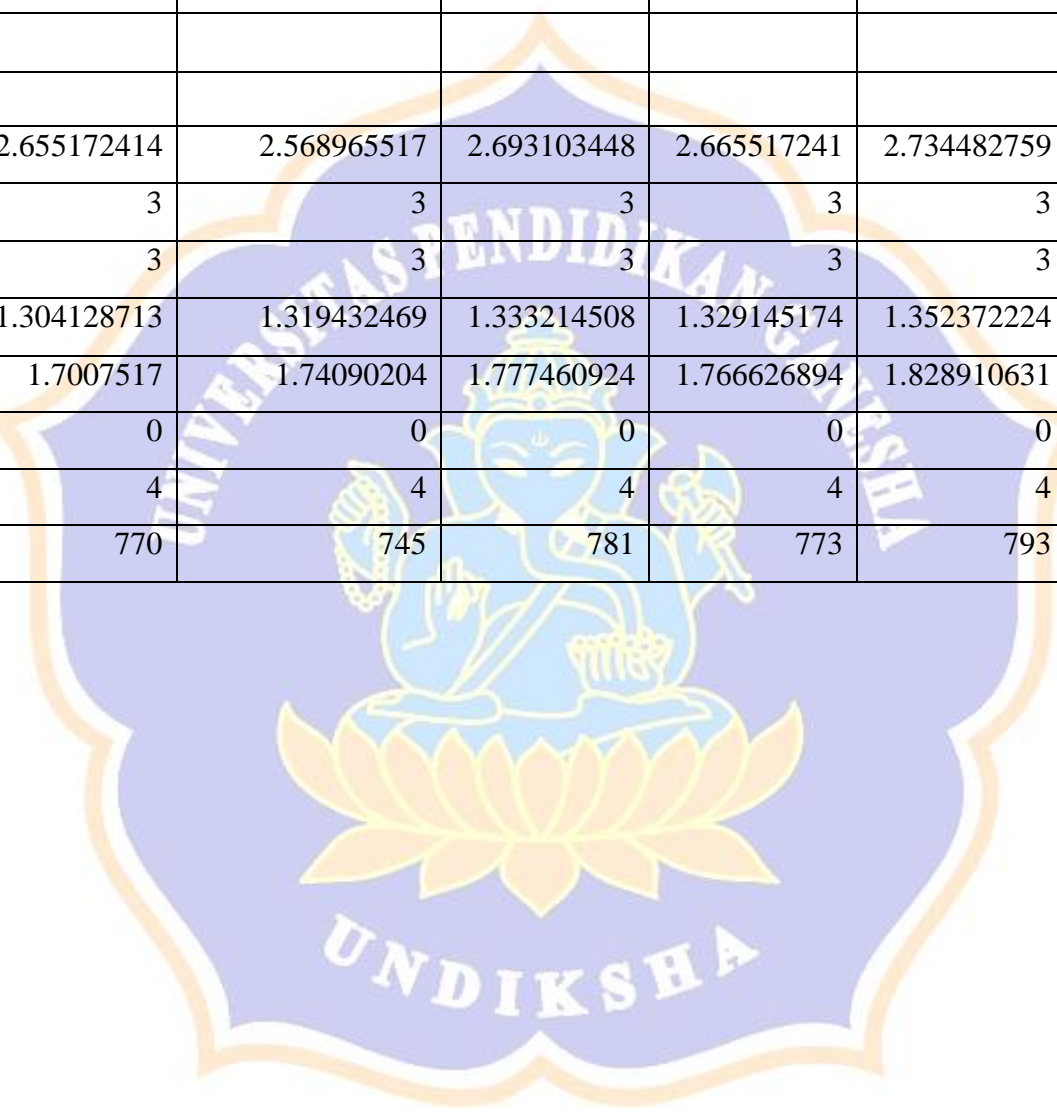 2.655172414 2.568965517 2.693103448 2.665517241 2.734482759
3 3 3 3 3
3 3 3 3 3
1.304128713 1.319432469 1.333214508 1.329145174 1.352372224
1.7007517 1.74090204 1.777460924 1.766626894 1.828910631
0 0 0 0 0
4 4 4 4 4
770 745 781 773 793
UNIVERSITAS PENDIDIKAN GANESHA
UNDIKSHA